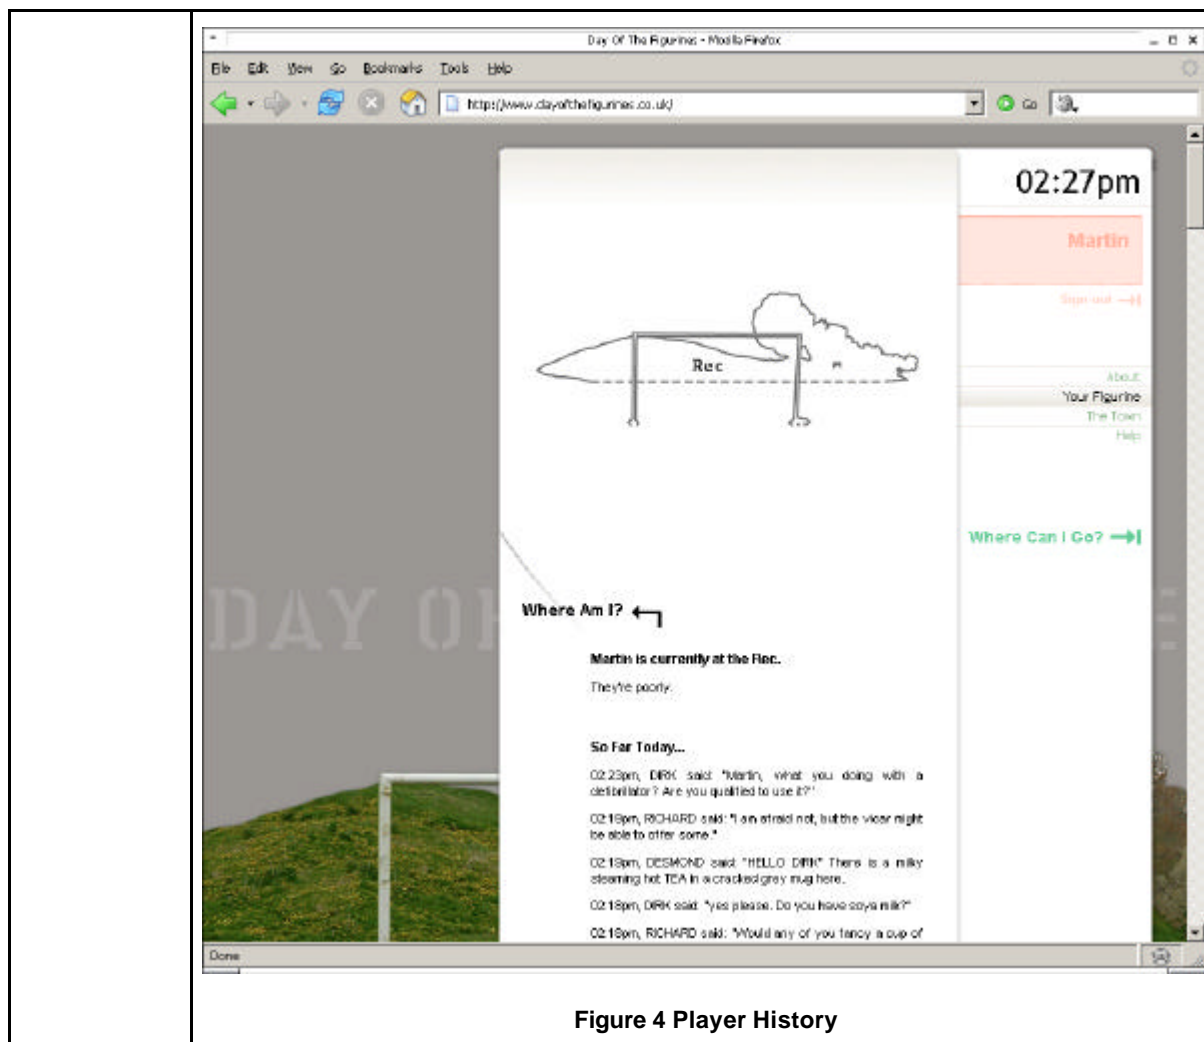 Day Of The Figurines - Mozilla Firefox
File Edit View Go Bookmarks Tools Help
http://www.dayofthefigurines.co.uk/
Go
02:27pm
Martin
Sign out
Rec
About
Your Figurine
The Town
Help
Where Can I Go?
DAY OF
E
Where Am I?
Martin is currently at the Rec.
They're poorly.
So Far Today...
02:23pm, DIRK said: "Martin, what you doing with a
defibrillator? Are you qualified to use it?"
02:19pm, RICHARD said: "I am afraid not, but the vicar might
be able to offer some."
02:19pm, DESMOND said: "HELLO DIRK" There is a milky
steaming hot TEA in a cracked grey mug here.
02:18pm, DIRK said: "yes please. Do you have soya milk?"
02:18pm, RICHARD said: "Would any of you fancy a cup of
Done
Figure 4 Player History